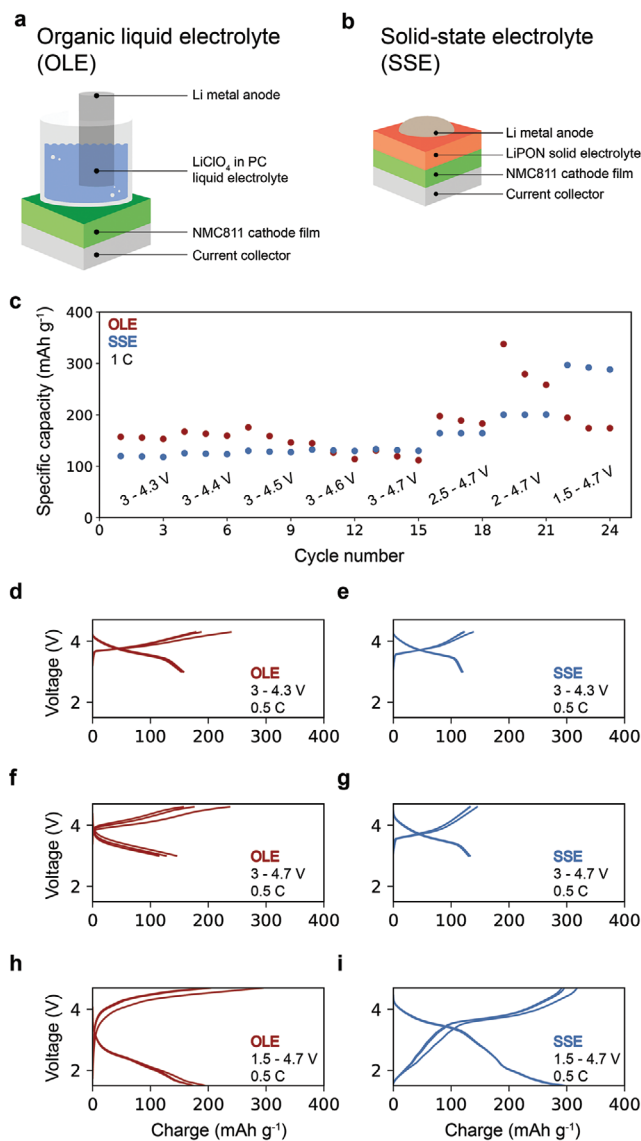 a
Organic liquid electrolyte
(OLE)
Li metal anode
LiClO₄ in PC
liquid electrolyte
NMC811 cathode film
Current collector
b
Solid-state electrolyte
(SSE)
Li metal anode
LiPON solid electrolyte
NMC811 cathode film
Current collector
c
Specific capacity (mAh g⁻¹)
400
300
200
100
0
OLE
SSE
1 C
3 - 4.3 V
3 - 4.4 V
3 - 4.5 V
3 - 4.6 V
3 - 4.7 V
2.5 - 4.7 V
2 - 4.7 V
1.5 - 4.7 V
0 3 6 9 12 15 18 21 24
Cycle number
d
Voltage (V)
4
2
OLE
3 - 4.3 V
0.5 C
0 100 200 300 400
e
4
2
SSE
3 - 4.3 V
0.5 C
0 100 200 300 400
f
Voltage (V)
4
2
OLE
3 - 4.7 V
0.5 C
0 100 200 300 400
g
4
2
SSE
3 - 4.7 V
0.5 C
0 100 200 300 400
h
Voltage (V)
4
2
OLE
1.5 - 4.7 V
0.5 C
0 100 200 300 400
Charge (mAh g⁻¹)
i
4
2
SSE
1.5 - 4.7 V
0.5 C
0 100 200 300 400
Charge (mAh g⁻¹)